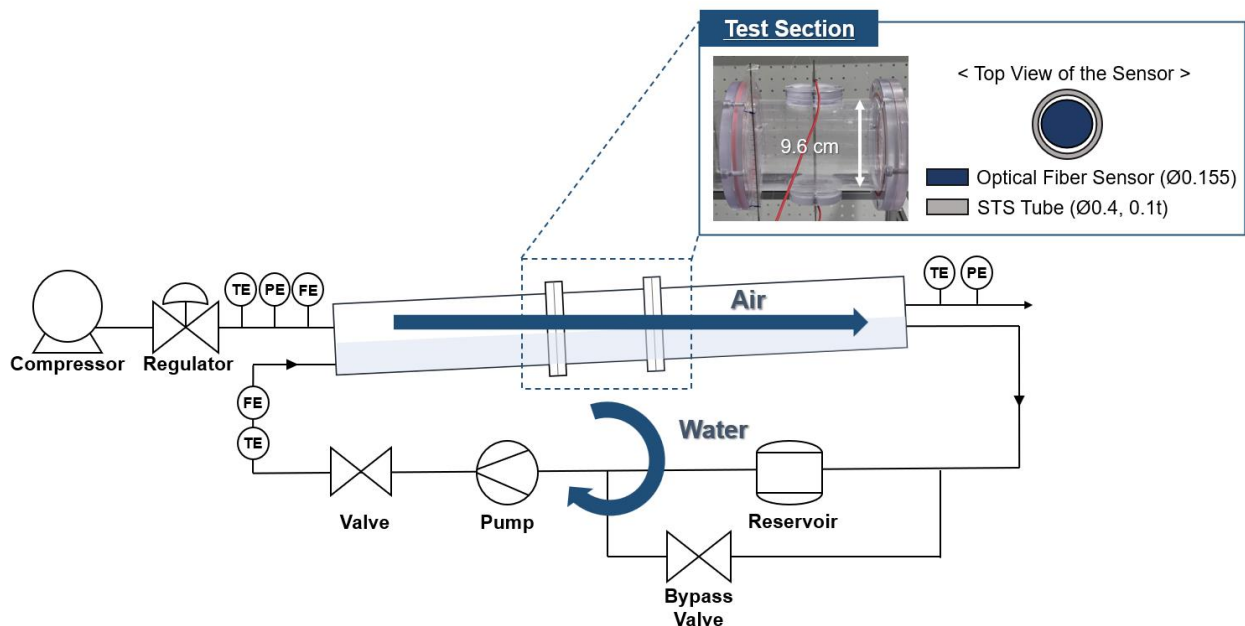 Test Section
< Top View of the Sensor >
9.6 cm
Optical Fiber Sensor (Ø0.155)
STS Tube (Ø0.4, 0.1t)
TE
PE
FE
TE
PE
Air
Compressor
Regulator
FE
TE
Water
Valve
Pump
Reservoir
Bypass
Valve